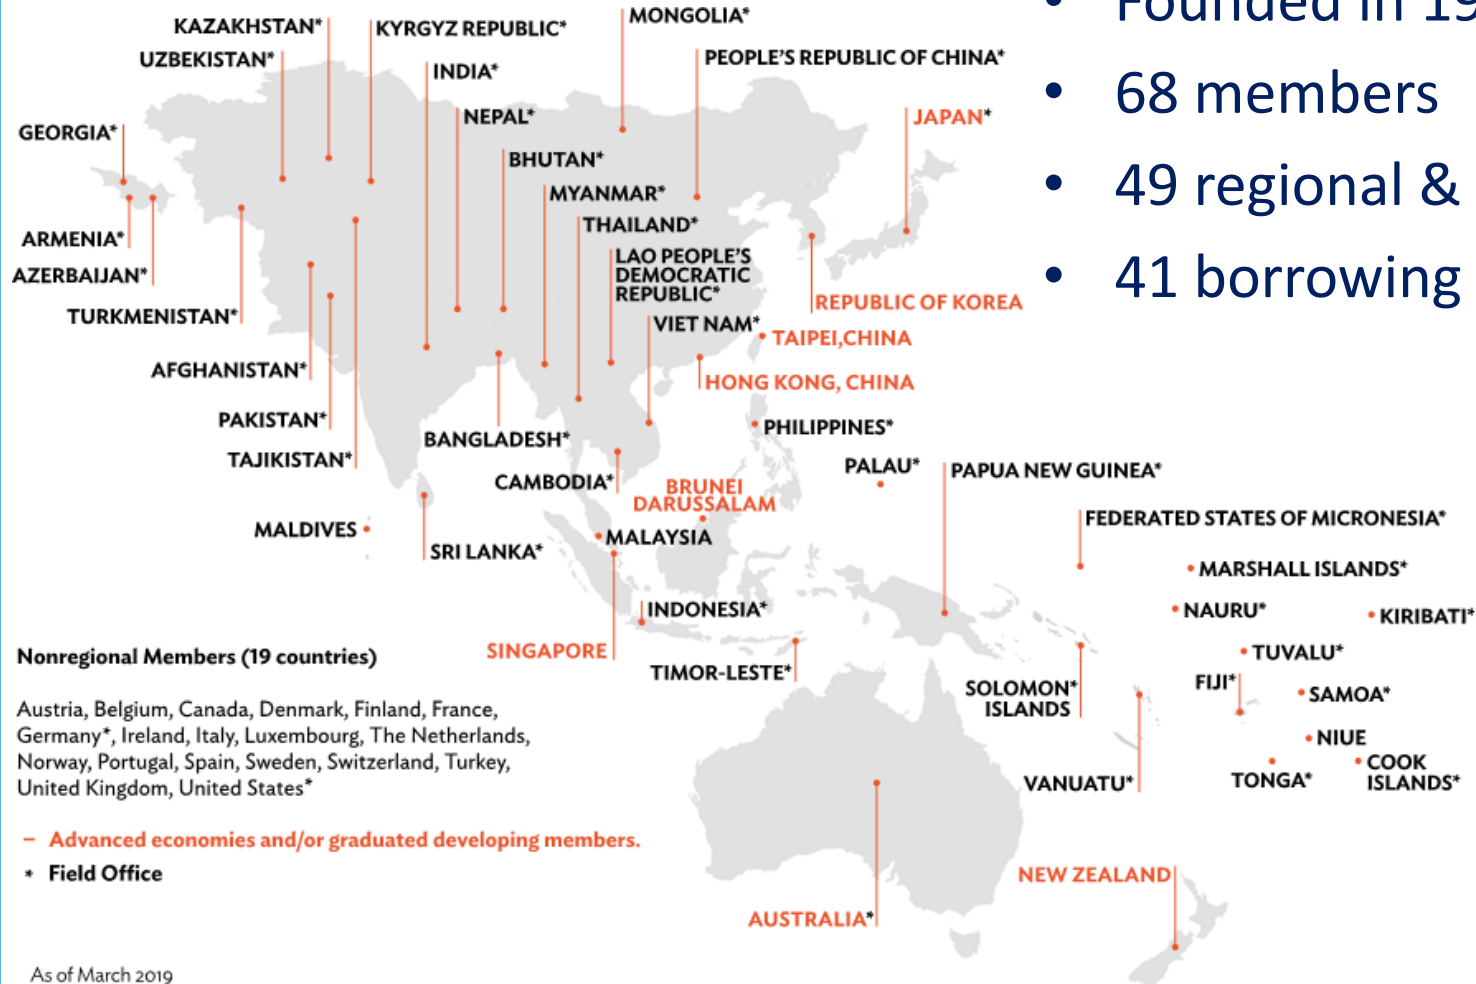 MONGOLIA*
KAZAKHSTAN*
KYRGYZ REPUBLIC*
UZBEKISTAN*
INDIA*
PEOPLE'S REPUBLIC OF CHINA*
NEPAL*
JAPAN*
GEORGIA*
BHUTAN*
MYANMAR*
THAILAND*
ARMENIA*
LAO PEOPLE'S
DEMOCRATIC
REPUBLIC*
AZERBAIJAN*
REPUBLIC OF KOREA
TURKMENISTAN*
VIET NAM*
TAIPEI,CHINA
AFGHANISTAN*
HONG KONG, CHINA
PAKISTAN*
PHILIPPINES*
BANGLADESH*
TAJIKISTAN*
PALAU*
PAPUA NEW GUINEA*
CAMBODIA*
BRUNEI
DARUSSALAM
FEDERATED STATES OF MICRONESIA*
MALDIVES
MALAYSIA
SRI LANKA*
MARSHALL ISLANDS*
INDONESIA*
NAURU*
KIRIBATI*
SINGAPORE
TUVALU*
TIMOR-LESTE*
FIJI*
SOLOMON*
ISLANDS
SAMOA*
NIUE
VANUATU*
TONGA*
COOK
ISLANDS*
NEW ZEALAND
AUSTRALIA*
• Founded in 19
• 68 members
• 49 regional &
• 41 borrowing
Nonregional Members (19 countries)
Austria, Belgium, Canada, Denmark, Finland, France,
Germany*, Ireland, Italy, Luxembourg, The Netherlands,
Norway, Portugal, Spain, Sweden, Switzerland, Turkey,
United Kingdom, United States*
– Advanced economies and/or graduated developing members.
* Field Office
As of March 2019